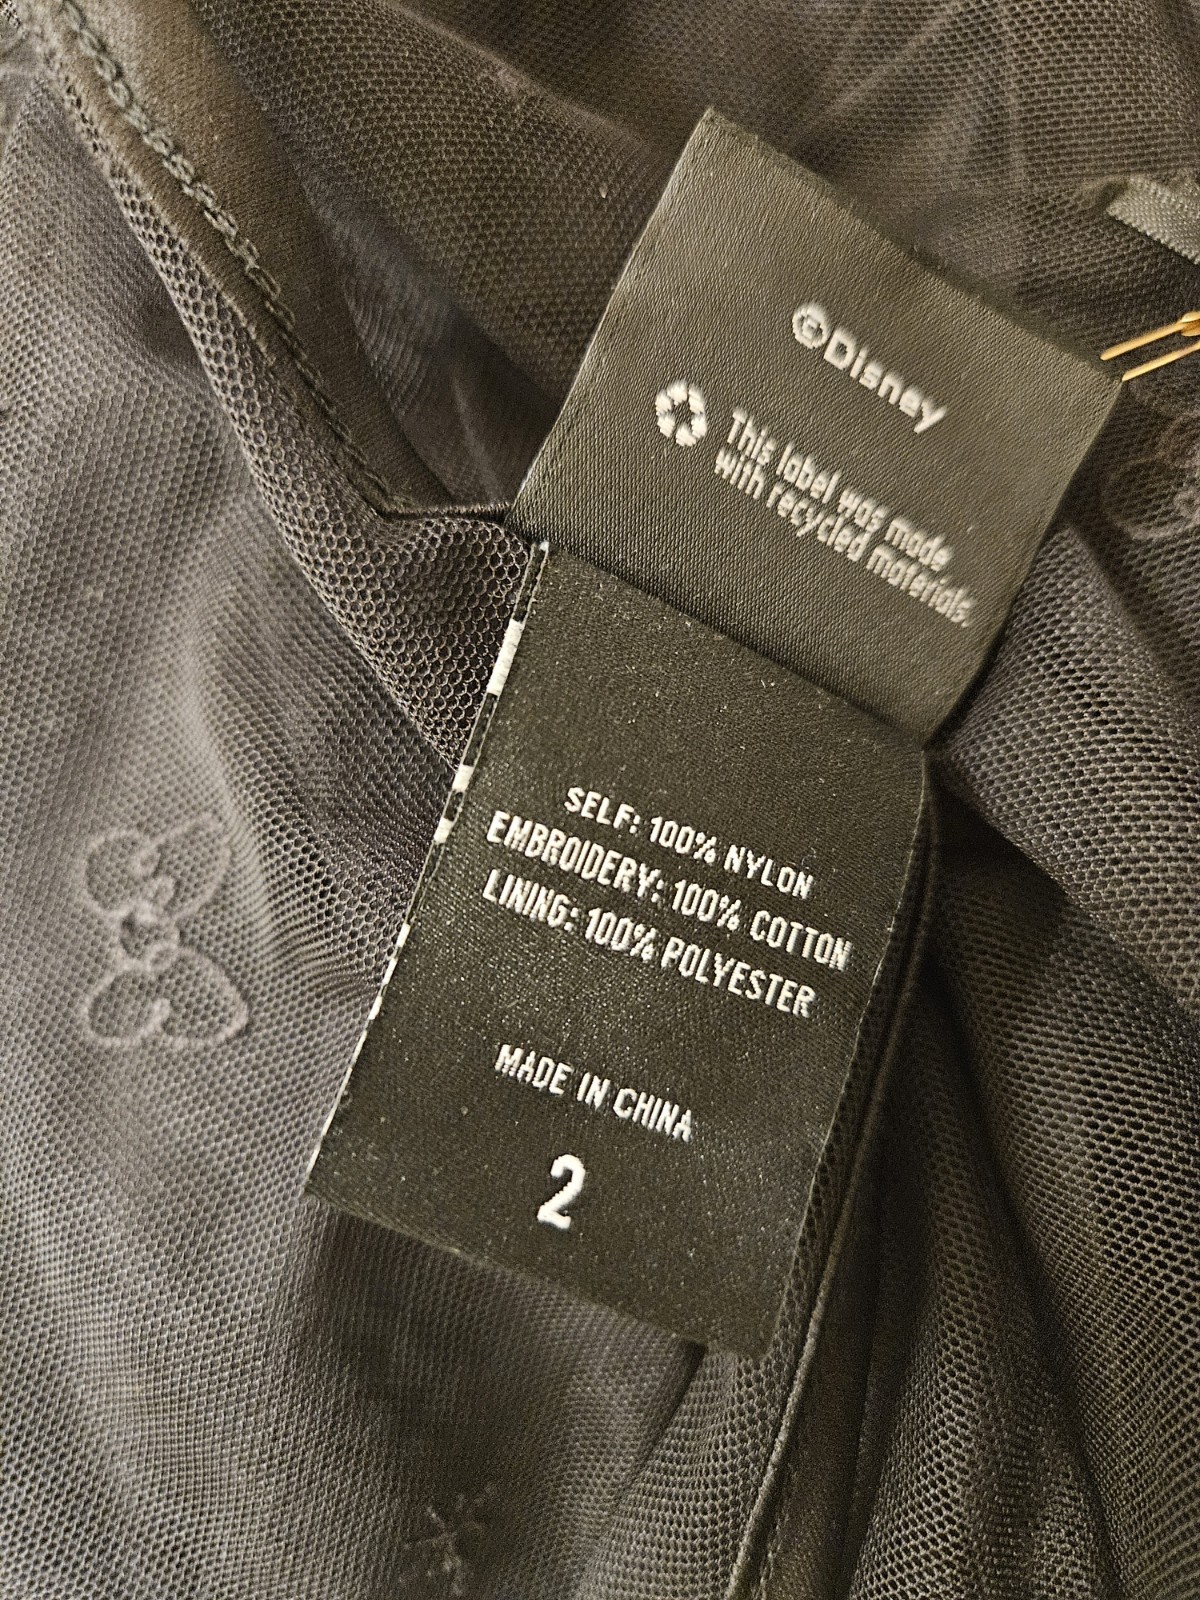 ©Disney
This label was made
with recycled materials.
SELF: 100% NYLON
EMBROIDERY: 100% COTTON
LINING: 100% POLYESTER
MADE IN CHINA
2